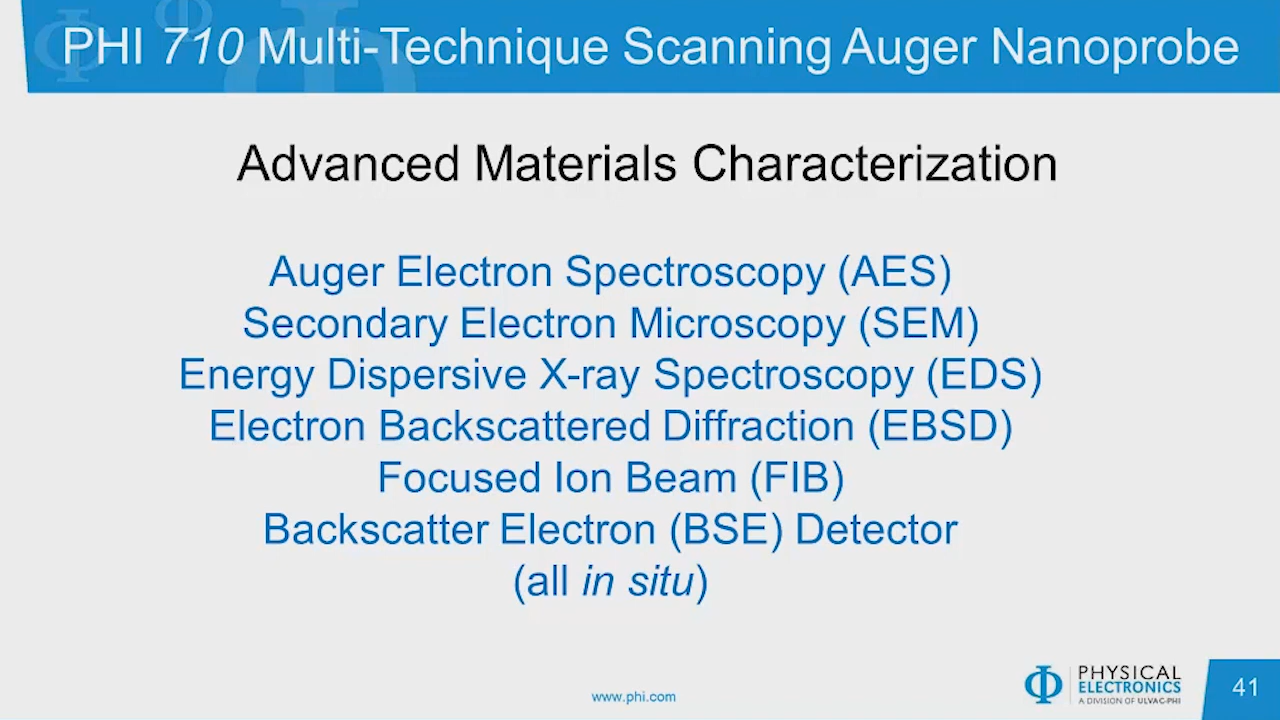 PHI 710 Multi-Technique Scanning Auger Nanoprobe
Advanced Materials Characterization
Auger Electron Spectroscopy (AES)
Secondary Electron Microscopy (SEM)
Energy Dispersive X-ray Spectroscopy (EDS)
Electron Backscattered Diffraction (EBSD)
Focused Ion Beam (FIB)
Backscatter Electron (BSE) Detector
(all in situ)
www.phi.com
PHYSICAL
ELECTRONICS
A DIVISION OF ULVAC-PHI
41